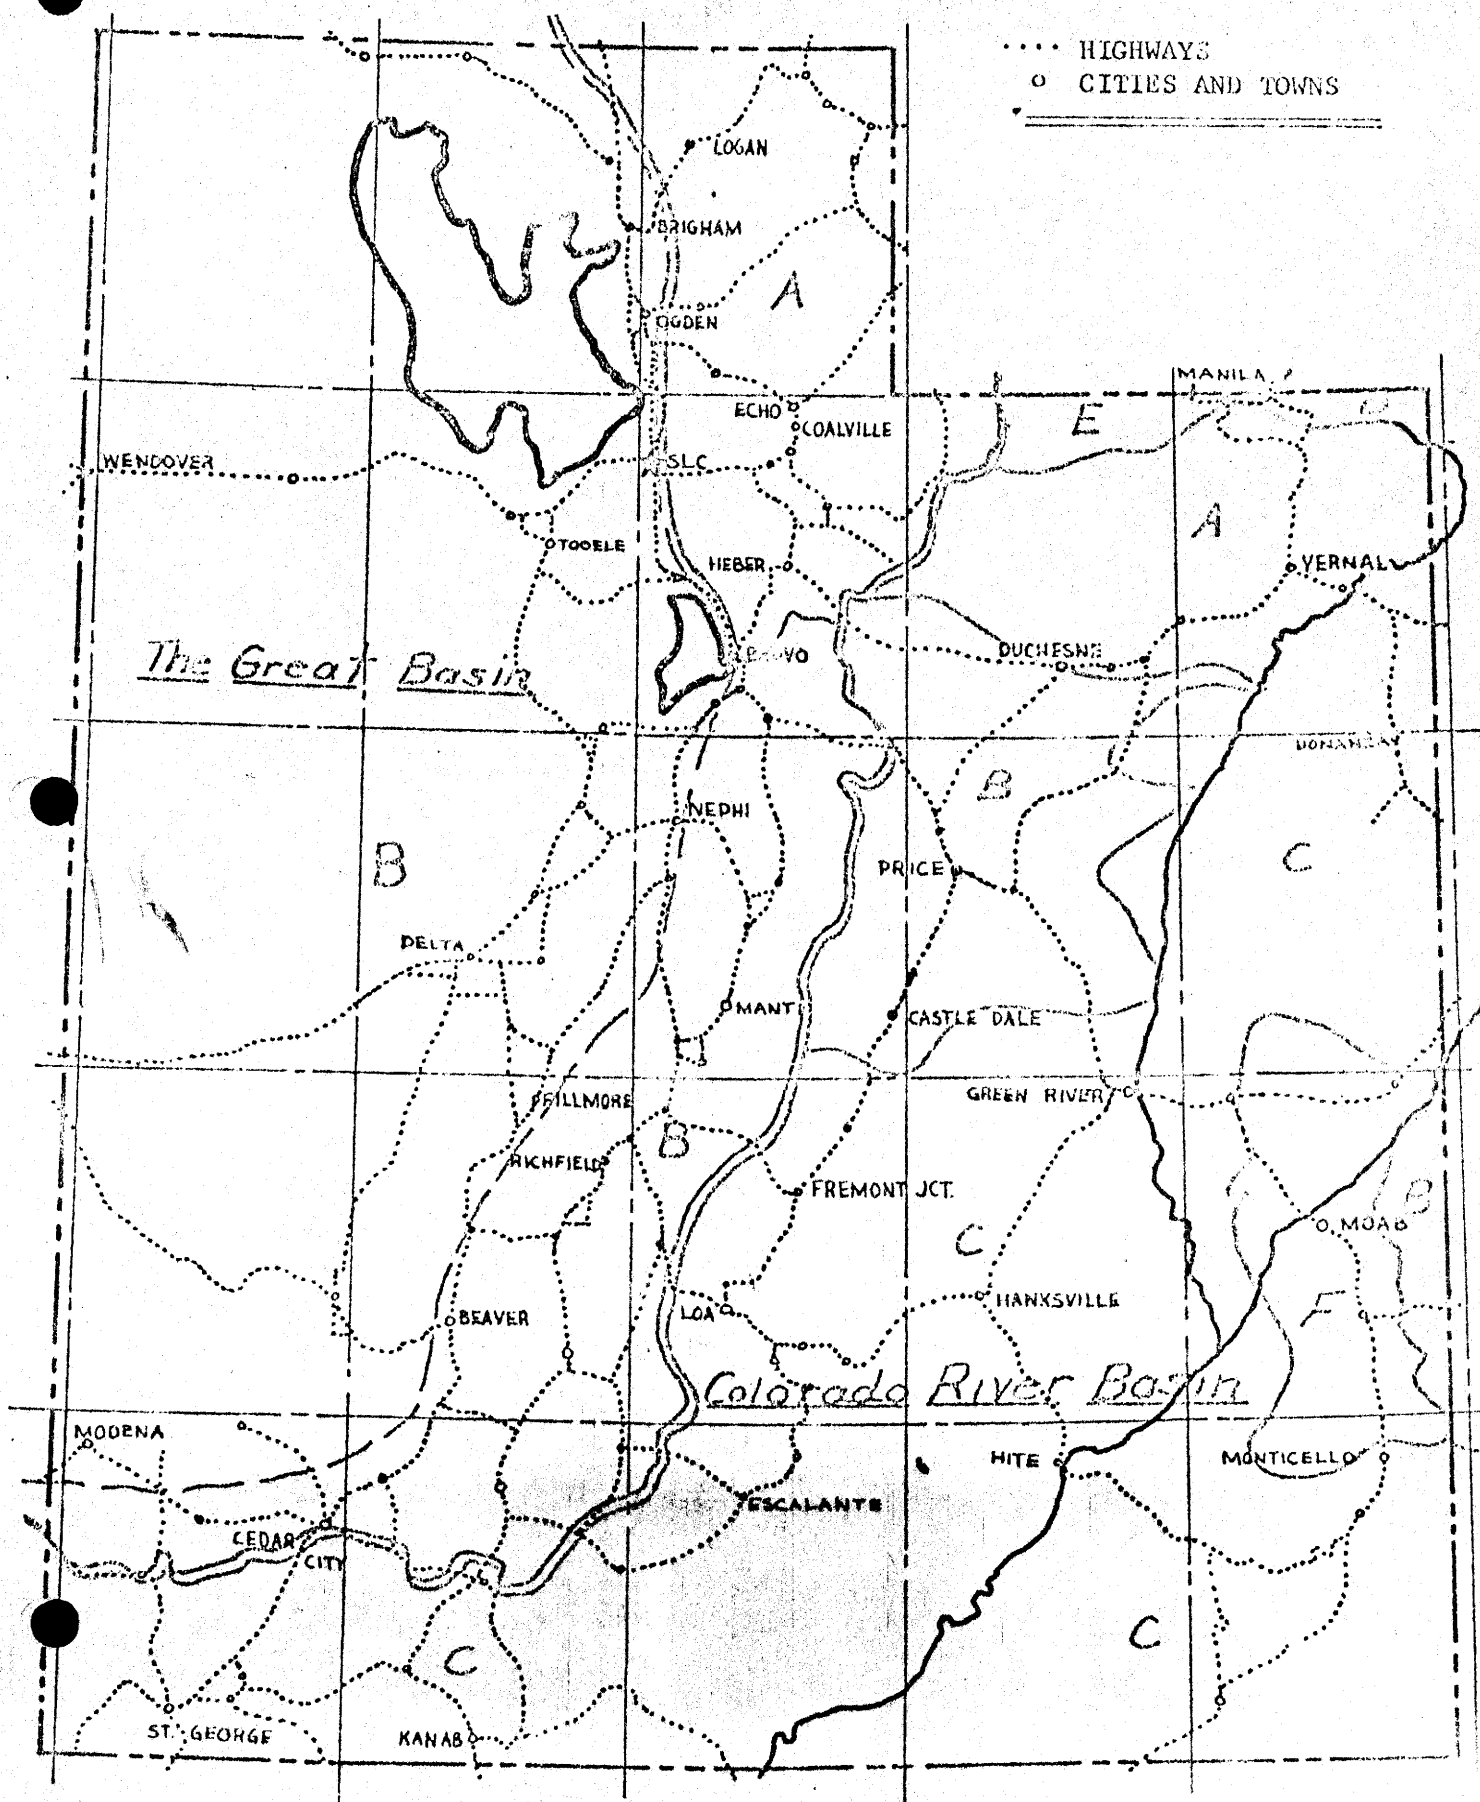 HIGHWAYS
CITIES AND TOWNS
LOGAN
BRIGHAM
A
OGDEN
MANILA
ECHO
E
D
COALVILLE
WENDOVER
SLC
A
TOOELE
HEBER
VERNAL
The Great Basin
PROVO
DUCHESNE
BONANZA
B
NEPHI
B
PRICE
C
DELTA
MANTI
CASTLE DALE
GREEN RIVER
FILLMORE
B
RICHFIELD
FREMONT JCT.
B
MOAB
C
HANKSVILLE
LOA
F
BEAVER
Colorado River Basin
MODENA
HITE
MONTICELLO
ESCALANTE
CEDAR
CITY
C
C
ST. GEORGE
KANAB